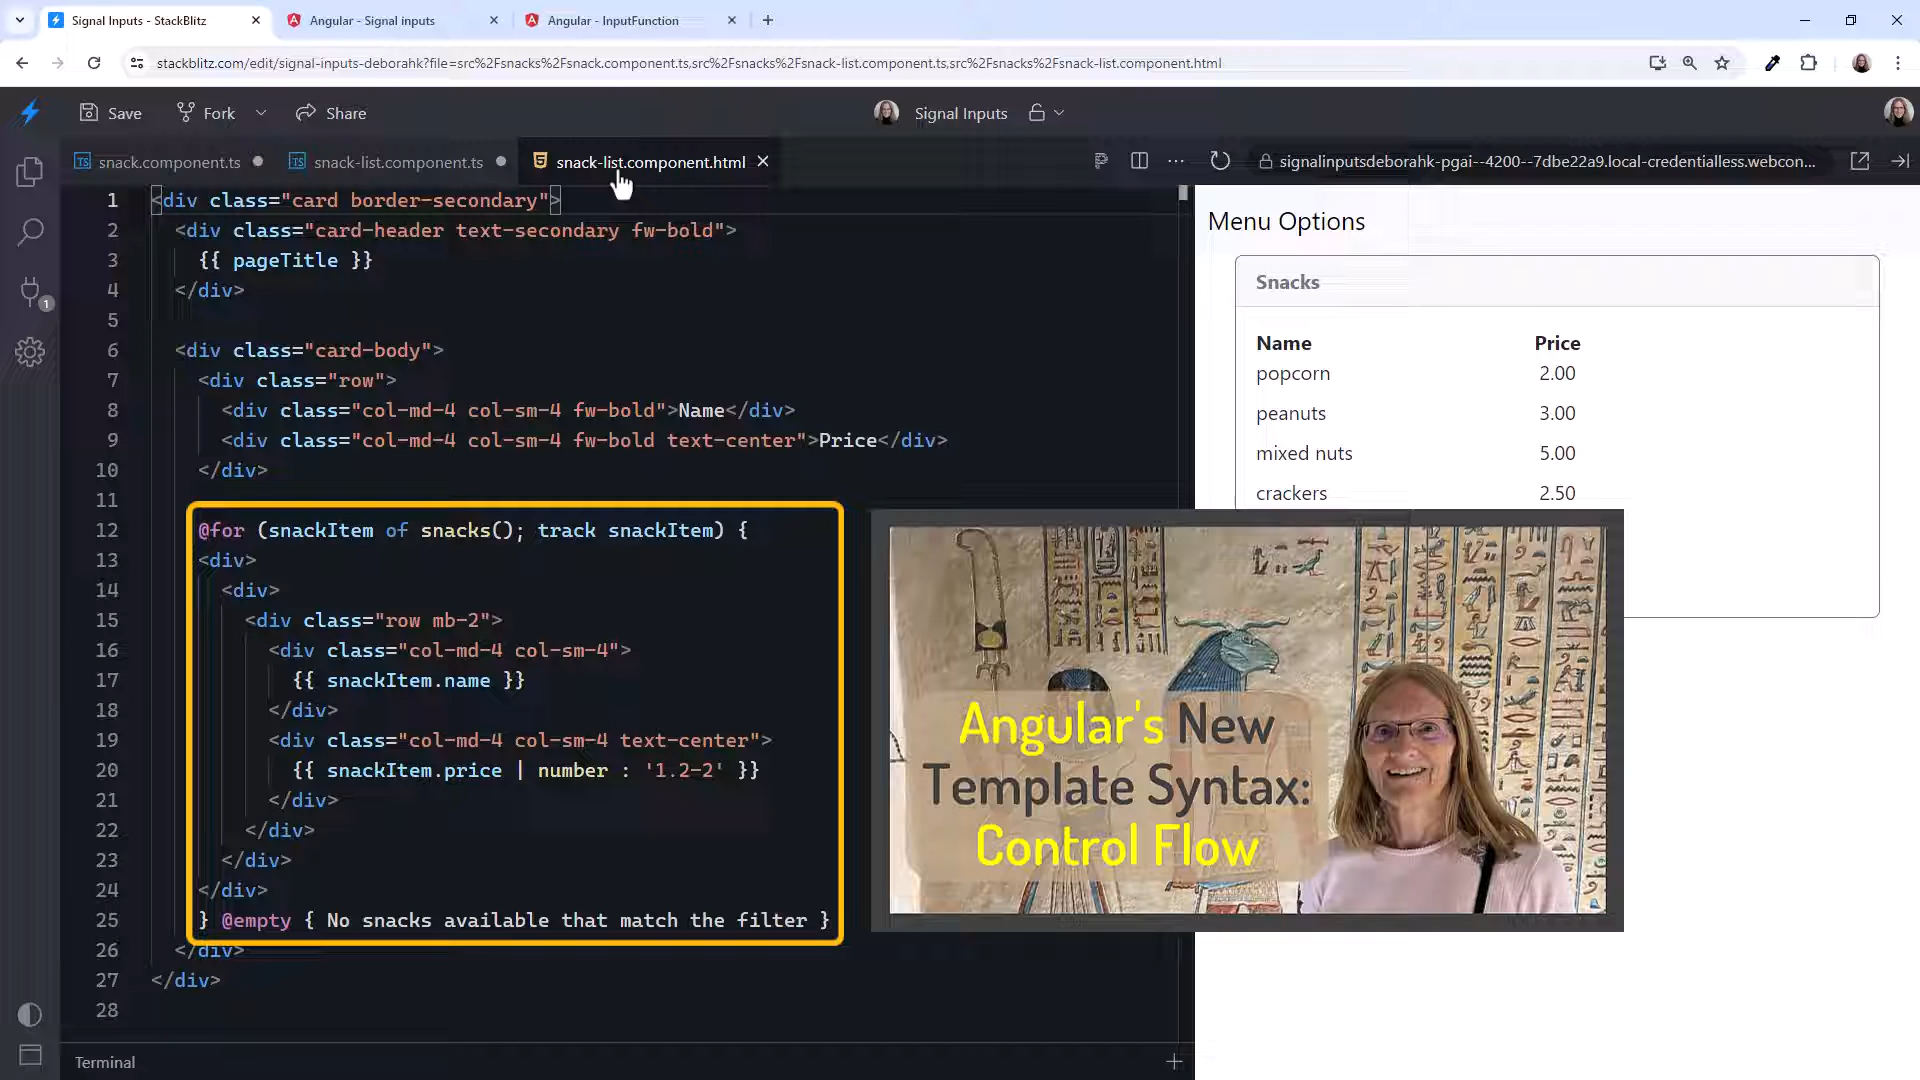 Signal Inputs - StackBlitz
Angular - Signal inputs
Angular - InputFunction
stackblitz.com/edit/signal-inputs-deborahk?file=src%2Fsnacks%2Fsnack.component.ts,src%2Fsnacks%2Fsnack-list.component.ts,src%2Fsnacks%2Fsnack-list.component.html
Save
Fork
Share
Signal Inputs
snack.component.ts
snack-list.component.ts
snack-list.component.html
signalinputsdeborahk-pgai--4200--7dbe22a9.local-credentialless.webcon...
1
1 <div class="card border-secondary">
2 <div class="card-header text-secondary fw-bold">
3 {{ pageTitle }}
4 </div>
5
6 <div class="card-body">
7 <div class="row">
8 <div class="col-md-4 col-sm-4 fw-bold">Name</div>
9 <div class="col-md-4 col-sm-4 fw-bold text-center">Price</div>
10 </div>
11
12 @for (snackItem of snacks(); track snackItem) {
13 <div>
14 <div>
15 <div class="row mb-2">
16 <div class="col-md-4 col-sm-4">
17 {{ snackItem.name }}
18 </div>
19 <div class="col-md-4 col-sm-4 text-center">
20 {{ snackItem.price | number : '1.2-2' }}
21 </div>
22 </div>
23 </div>
24 </div>
25 } @empty { No snacks available that match the filter }
26 </div>
27 </div>
28
Terminal
Menu Options
Snacks
Name Price
popcorn 2.00
peanuts 3.00
mixed nuts 5.00
crackers 2.50
Angular's New
Template Syntax:
Control Flow